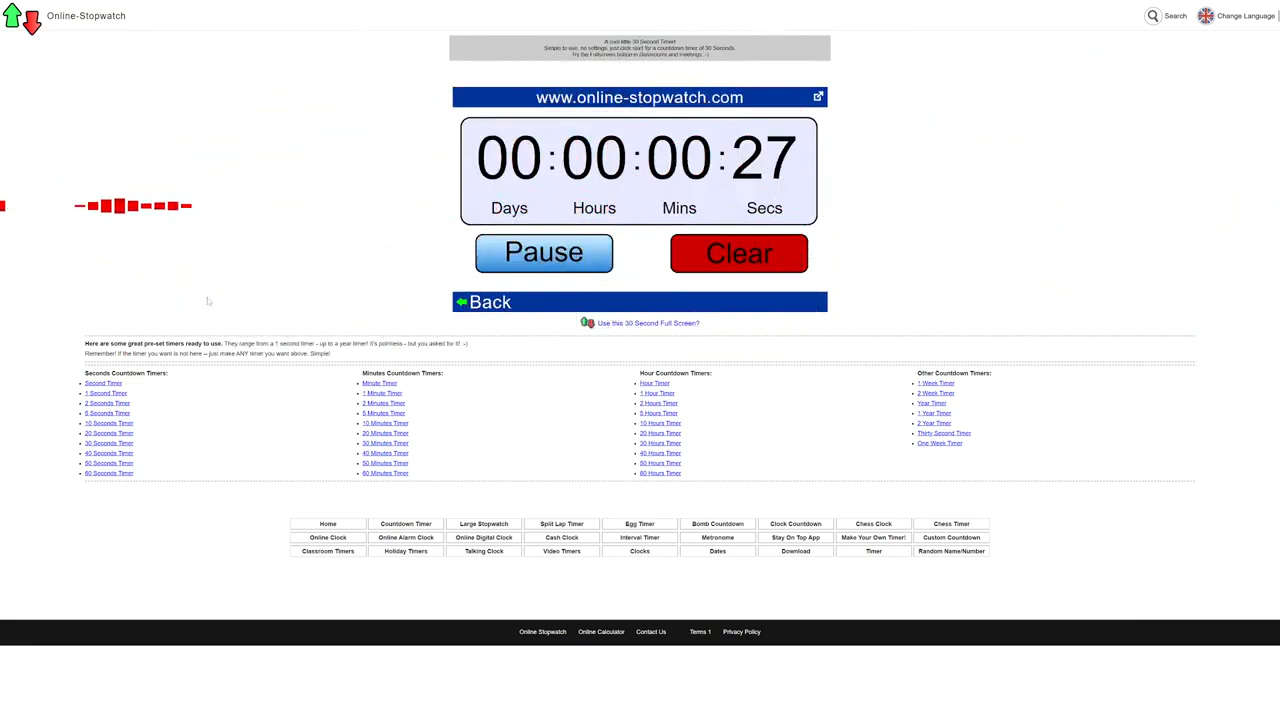 Online-Stopwatch
Search
Change Language
A cool little 30 Second Timer!
Simple to use, no settings, just click start for a countdown timer of 30 Seconds.
Try the Fullscreen button in classrooms and meetings :-)
www.online-stopwatch.com
00:00:00:27
Days Hours Mins Secs
Pause Clear
Back
Use this 30 Second Full Screen?
Here are some great pre-set timers ready to use. They range from a 1 second timer - up to a year timer! It's pointless - but you asked for it! :-)
Remember! If the timer you want is not here -- just make ANY timer you want above. Simple!
Seconds Countdown Timers:
Second Timer
1 Second Timer
2 Seconds Timer
5 Seconds Timer
10 Seconds Timer
20 Seconds Timer
30 Seconds Timer
40 Seconds Timer
50 Seconds Timer
60 Seconds Timer
Minutes Countdown Timers:
Minute Timer
1 Minute Timer
2 Minutes Timer
5 Minutes Timer
10 Minutes Timer
20 Minutes Timer
30 Minutes Timer
40 Minutes Timer
50 Minutes Timer
60 Minutes Timer
Hour Countdown Timers:
Hour Timer
1 Hour Timer
2 Hours Timer
5 Hours Timer
10 Hours Timer
20 Hours Timer
30 Hours Timer
40 Hours Timer
50 Hours Timer
60 Hours Timer
Other Countdown Timers:
1 Week Timer
2 Week Timer
Year Timer
1 Year Timer
2 Year Timer
Thirty Second Timer
One Week Timer
Home Countdown Timer Large Stopwatch Split Lap Timer Egg Timer Bomb Countdown Clock Countdown Chess Clock Chess Timer
Online Clock Online Alarm Clock Online Digital Clock Cash Clock Interval Timer Metronome Stay On Top App Make Your Own Timer! Custom Countdown
Classroom Timers Holiday Timers Talking Clock Video Timers Clocks Dates Download Timer Random Name/Number
Online Stopwatch Online Calculator Contact Us Terms 1 Privacy Policy